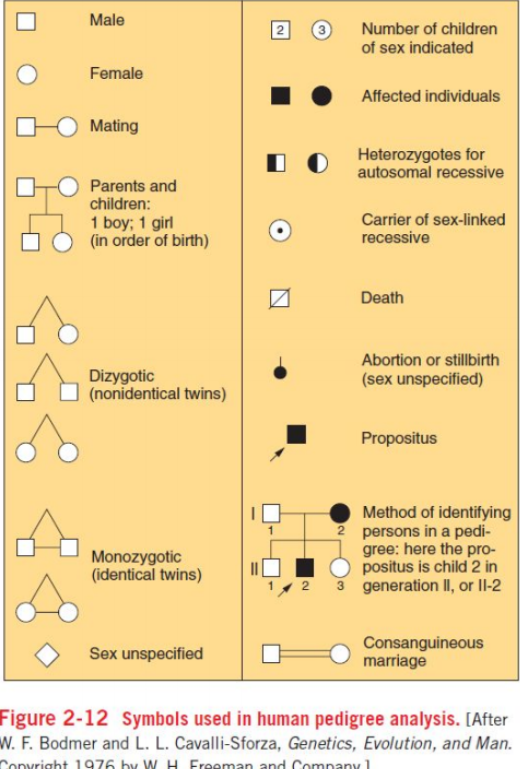 Male
Female
Mating
Parents and
children:
1 boy; 1 girl
(in order of birth)
Dizygotic
(nonidentical twins)
Monozygotic
(identical twins)
Sex unspecified
2 3 Number of children
of sex indicated
Affected individuals
Heterozygotes for
autosomal recessive
Carrier of sex-linked
recessive
Death
Abortion or stillbirth
(sex unspecified)
Propositus
I
1 2
II
1 2 3
Method of identifying
persons in a pedi-
gree: here the pro-
positus is child 2 in
generation II, or II-2
Consanguineous
marriage
Figure 2-12 Symbols used in human pedigree analysis. [After
W. F. Bodmer and L. L. Cavalli-Sforza, Genetics, Evolution, and Man.
Copyright 1976 by W. H. Freeman and Company.]